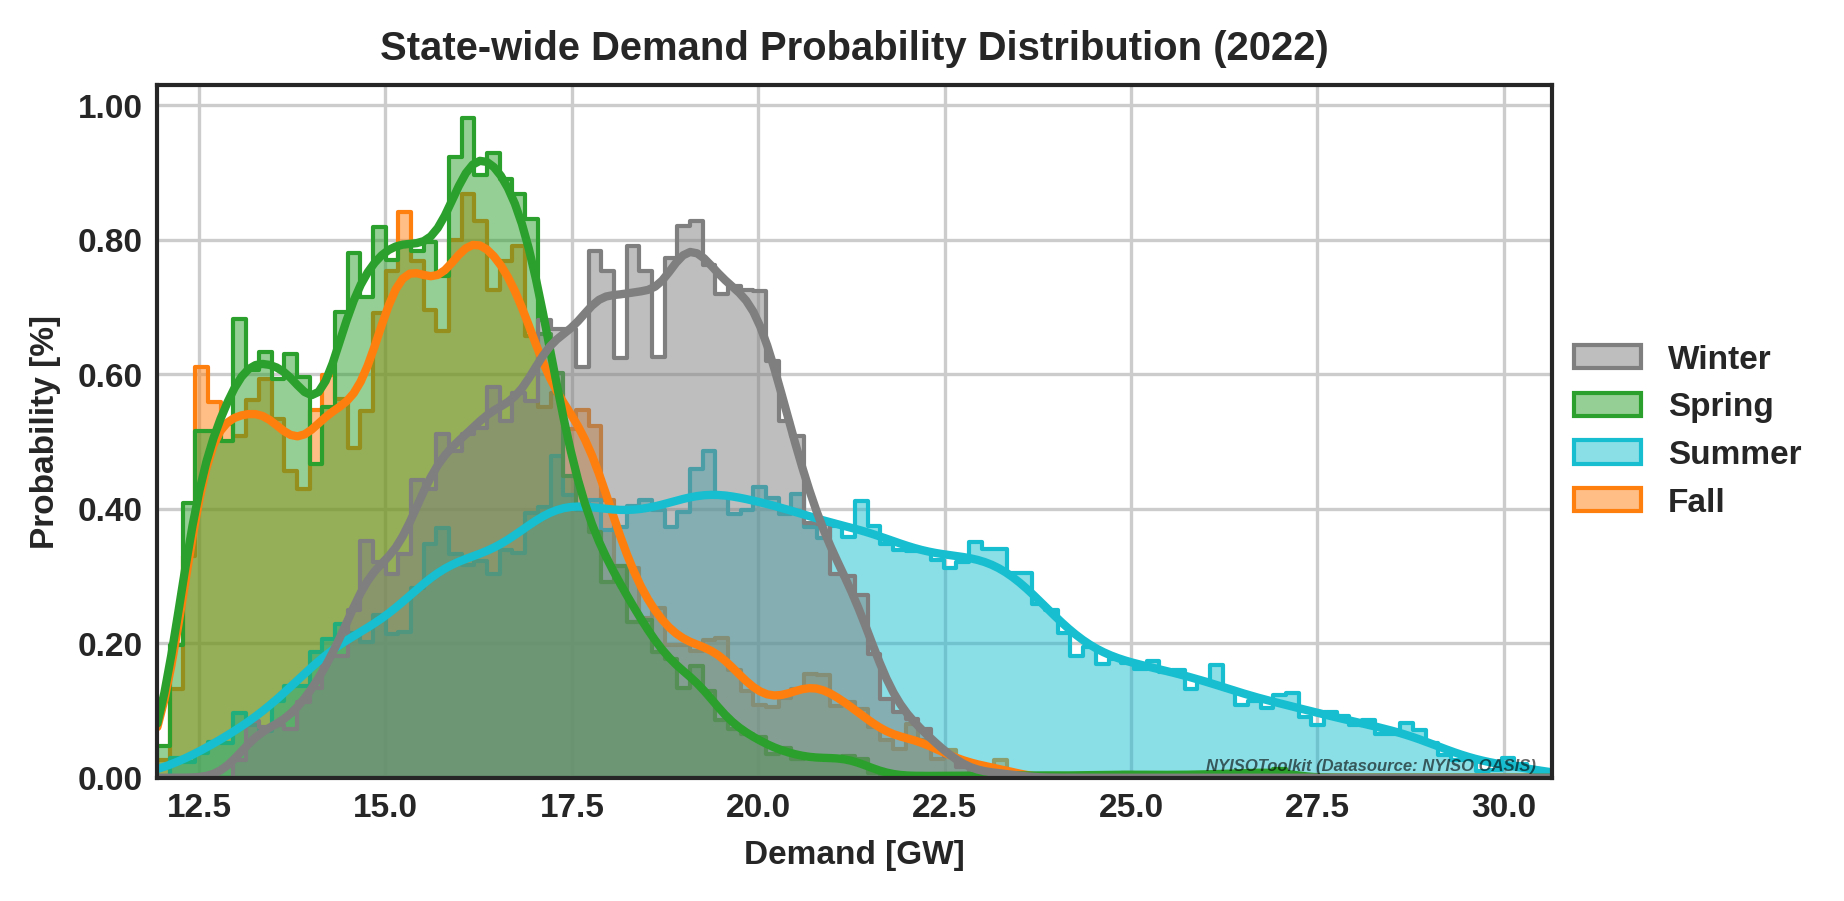 State-wide Demand Probability Distribution (2022)
1.00
0.80
0.60
0.40
0.20
0.00
Probability [%]
12.5 15.0 17.5 20.0 22.5 25.0 27.5 30.0
Demand [GW]
Winter
Spring
Summer
Fall
NYISOToolkit (Datasource: NYISO OASIS)